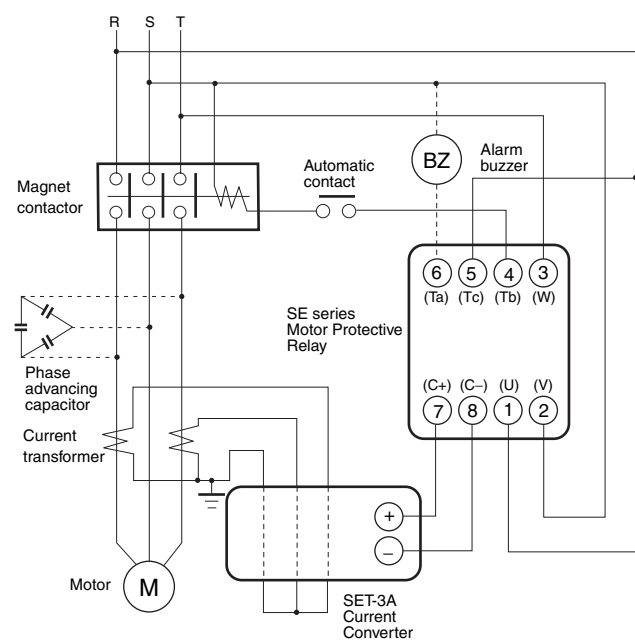 R S T
BZ
Alarm
buzzer
Automatic
contact
Magnet
contactor
6 5 4 3
(Ta) (Tc) (Tb) (W)
SE series
Motor Protective
Relay
(C+) (C−) (U) (V)
7 8 1 2
Phase
advancing
capacitor
Current
transformer
+
−
Motor
M
SET-3A
Current
Converter